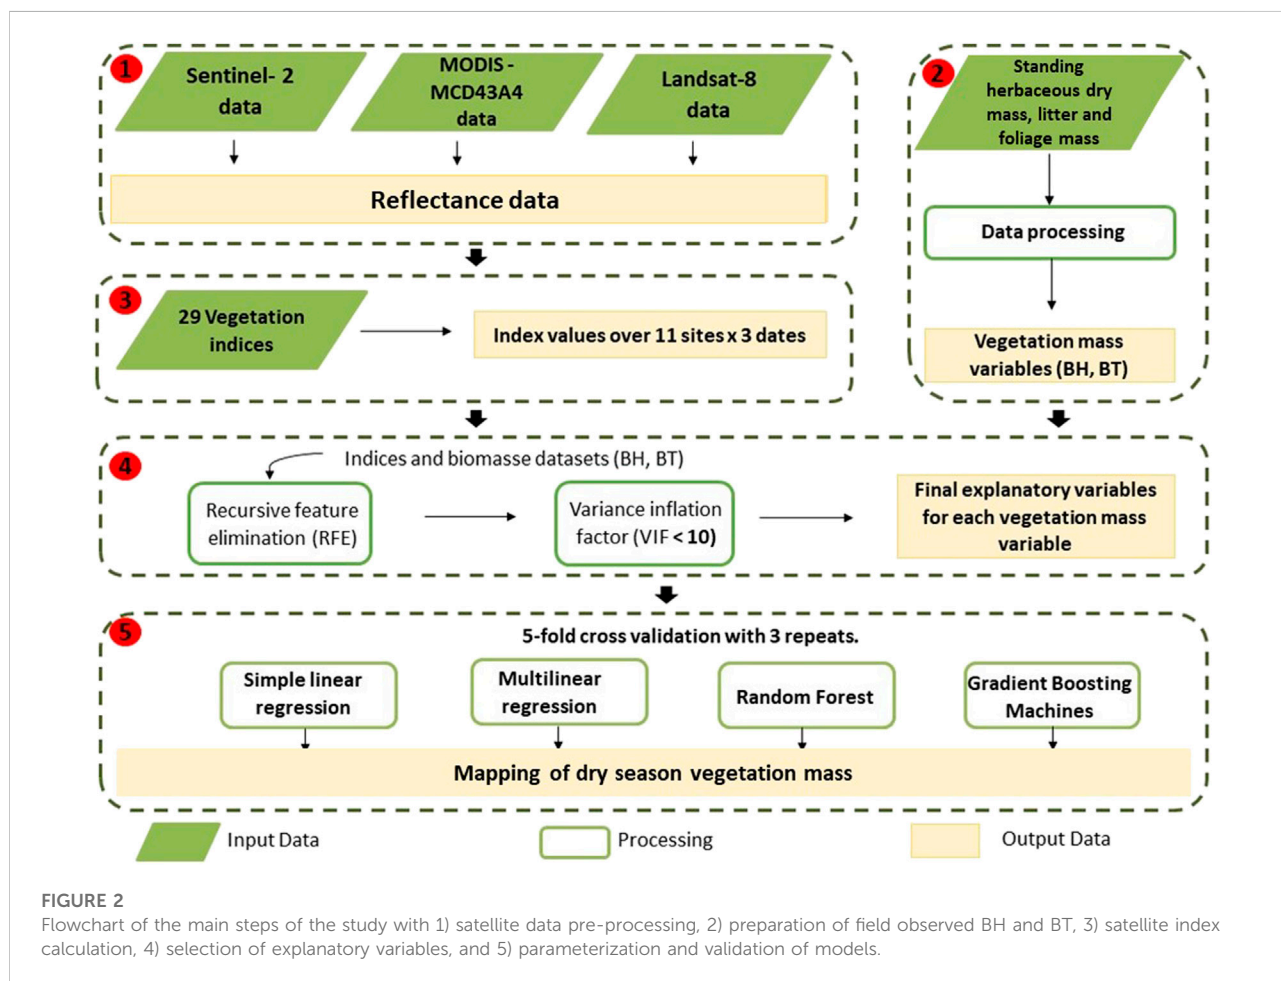 1
Sentinel- 2
data
MODIS -
MCD43A4
data
Landsat-8
data
Reflectance data
2
Standing
herbaceous dry
mass, litter and
foliage mass
Data processing
Vegetation mass
variables (BH, BT)
3
29 Vegetation
indices
Index values over 11 sites x 3 dates
4
Indices and biomasse datasets (BH, BT)
Recursive feature
elimination (RFE)
Variance inflation
factor (VIF < 10)
Final explanatory variables
for each vegetation mass
variable
5
5-fold cross validation with 3 repeats.
Simple linear
regression
Multilinear
regression
Random Forest
Gradient Boosting
Machines
Mapping of dry season vegetation mass
Input Data
Processing
Output Data
FIGURE 2
Flowchart of the main steps of the study with 1) satellite data pre-processing, 2) preparation of field observed BH and BT, 3) satellite index
calculation, 4) selection of explanatory variables, and 5) parameterization and validation of models.